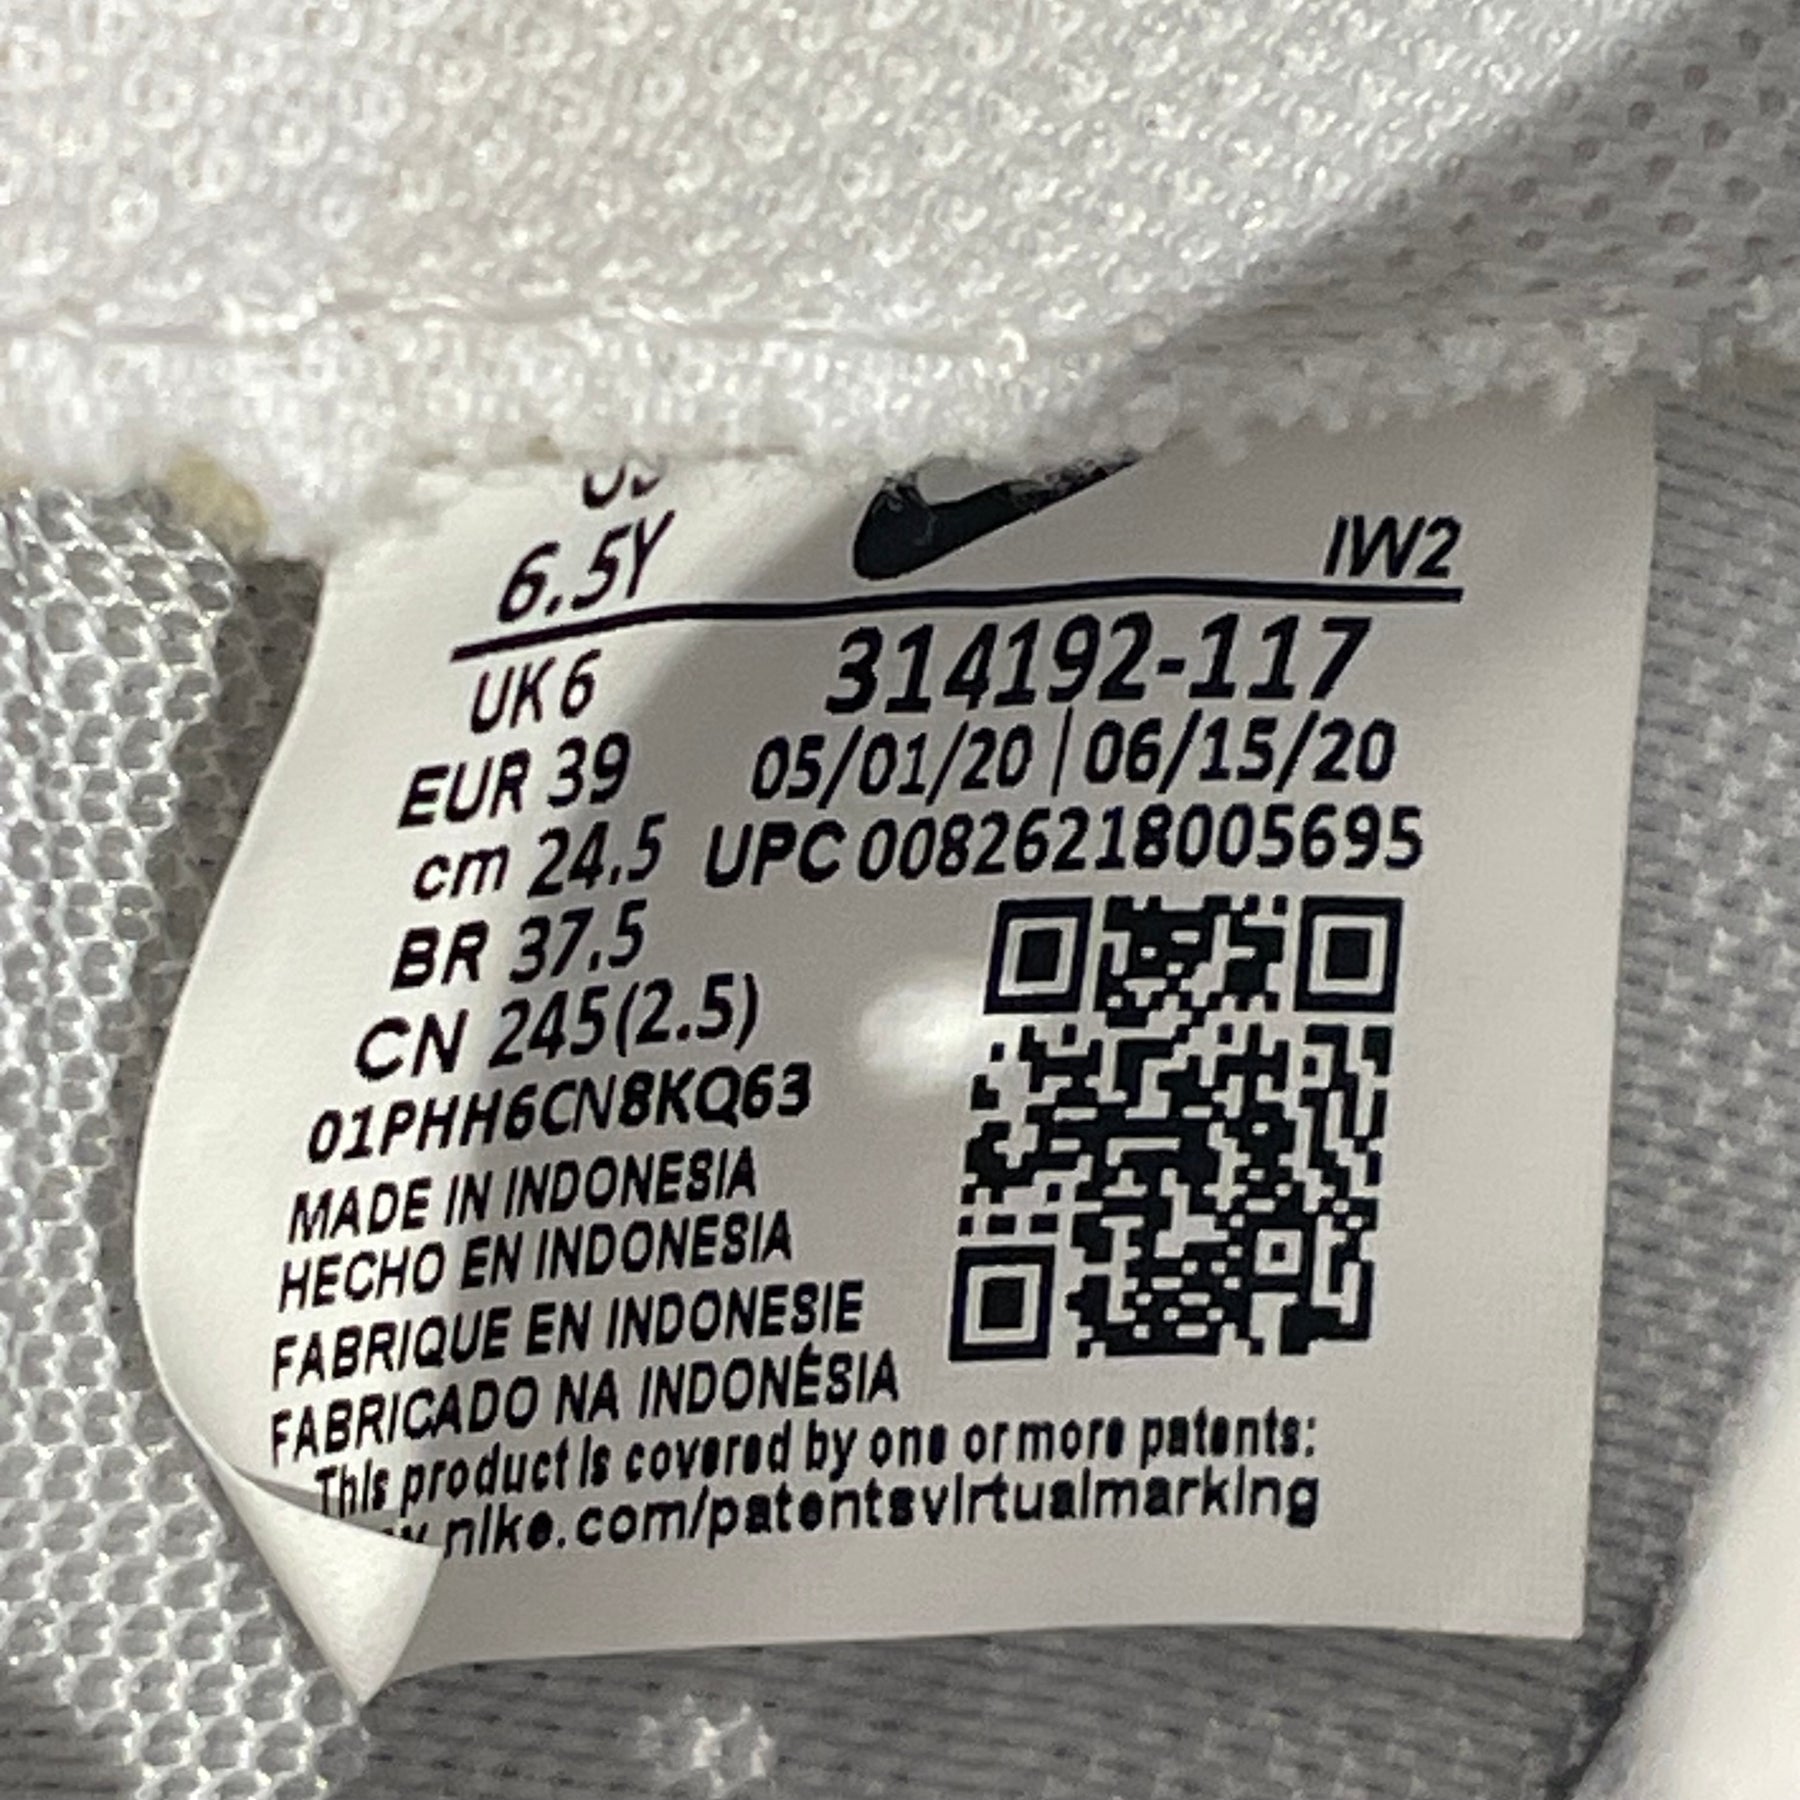 US
6.5Y
IW2
UK 6
314192-117
EUR 39
05/01/20 | 06/15/20
cm 24.5
UPC 00826218005695
BR 37.5
CN 245(2.5)
01PHH6CN8KQ63
MADE IN INDONESIA
HECHO EN INDONESIA
FABRIQUE EN INDONESIE
FABRICADO NA INDONÉSIA
This product is covered by one or more patents:
nike.com/patentsvirtualmarking